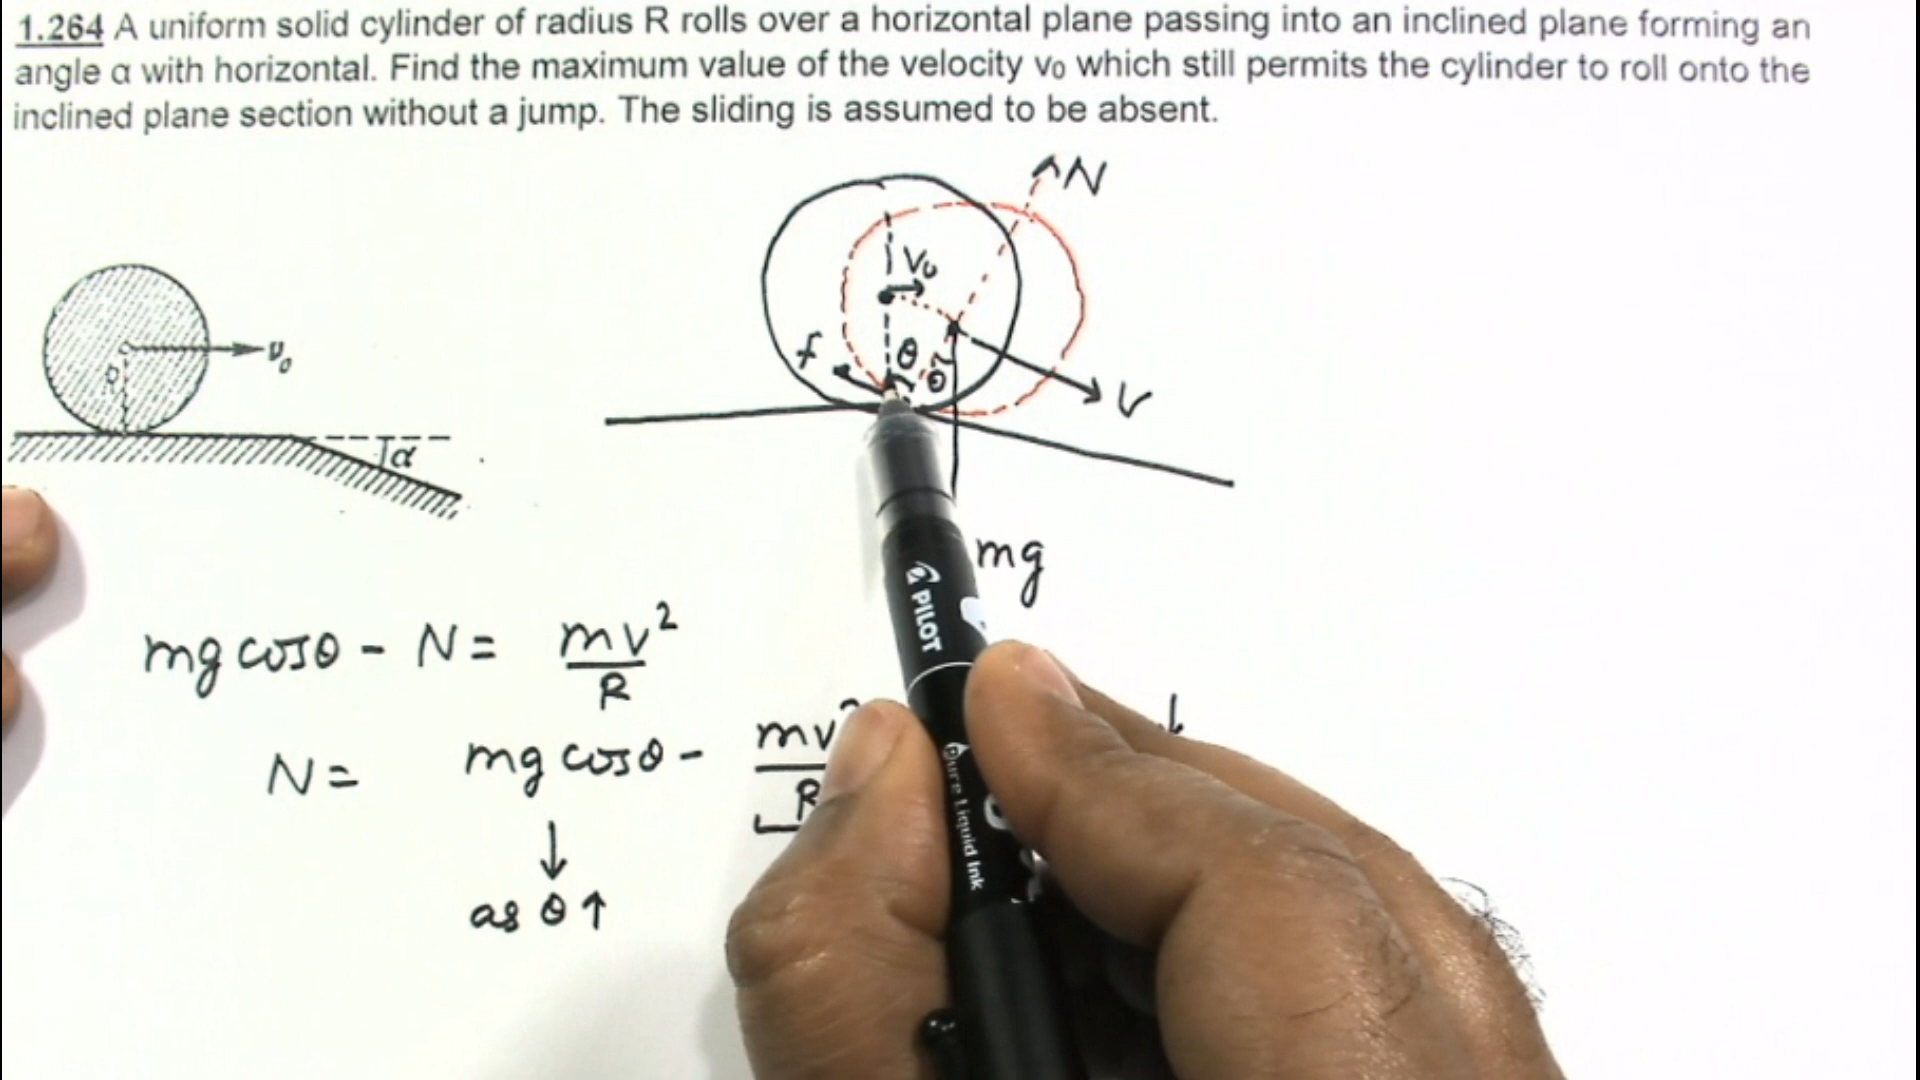 1.264 A uniform solid cylinder of radius R rolls over a horizontal plane passing into an inclined plane forming an
angle α with horizontal. Find the maximum value of the velocity v₀ which still permits the cylinder to roll onto the
inclined plane section without a jump. The sliding is assumed to be absent.
N
V₀
f
θ
θ
V
v₀
α
mg
PILOT
Pure Liquid Ink
mg cosθ - N = mv²/R
N = mg cosθ - mv²/R
↓
↓
as θ ↑